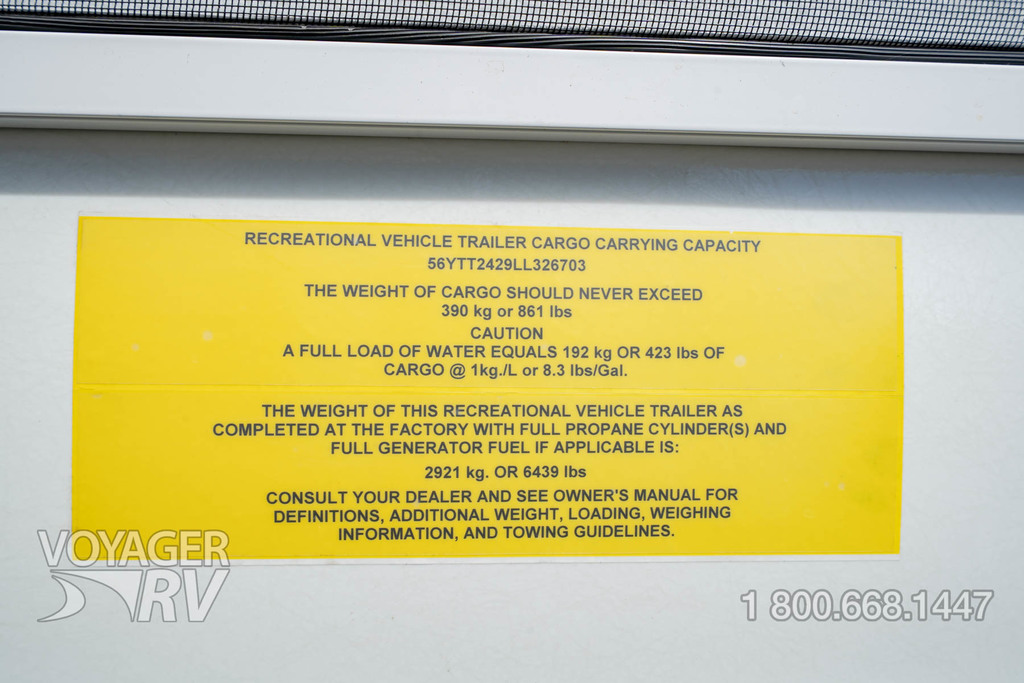 RECREATIONAL VEHICLE TRAILER CARGO CARRYING CAPACITY
56YTT2429LL326703
THE WEIGHT OF CARGO SHOULD NEVER EXCEED
390 kg or 861 lbs
CAUTION
A FULL LOAD OF WATER EQUALS 192 kg OR 423 lbs OF
CARGO @ 1kg./L or 8.3 lbs/Gal.
THE WEIGHT OF THIS RECREATIONAL VEHICLE TRAILER AS
COMPLETED AT THE FACTORY WITH FULL PROPANE CYLINDER(S) AND
FULL GENERATOR FUEL IF APPLICABLE IS:
2921 kg. OR 6439 lbs
CONSULT YOUR DEALER AND SEE OWNER'S MANUAL FOR
DEFINITIONS, ADDITIONAL WEIGHT, LOADING, WEIGHING
INFORMATION, AND TOWING GUIDELINES.
VOYAGER
RV
1 800.668.1447